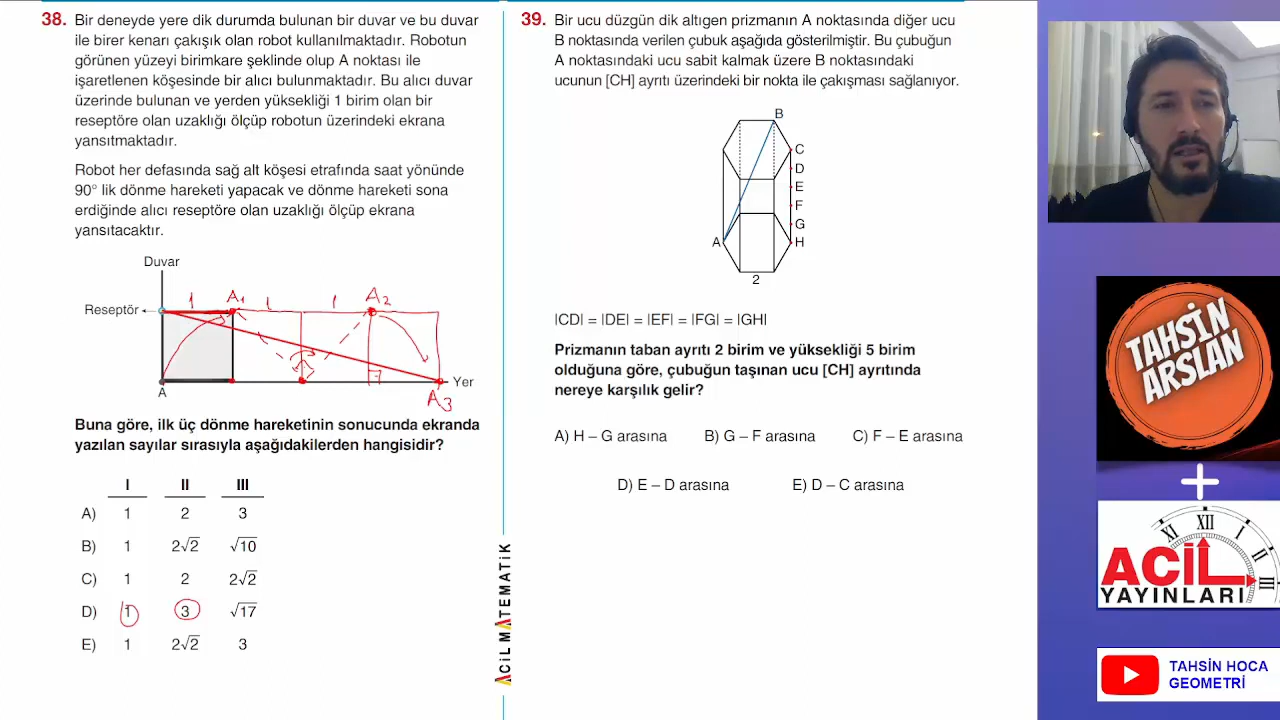 38. Bir deneyde yere dik durumda bulunan bir duvar ve bu duvar
ile birer kenarı çakışık olan robot kullanılmaktadır. Robotun
görünen yüzeyi birimkare şeklinde olup A noktası ile
işaretlenen köşesinde bir alıcı bulunmaktadır. Bu alıcı duvar
üzerinde bulunan ve yerden yüksekliği 1 birim olan bir
reseptöre olan uzaklığı ölçüp robotun üzerindeki ekrana
yansıtmaktadır.
Robot her defasında sağ alt köşesi etrafında saat yönünde
90° lik dönme hareketi yapacak ve dönme hareketi sona
erdiğinde alıcı reseptöre olan uzaklığı ölçüp ekrana
yansıtacaktır.
Duvar
1 A1 1 1 A2
Reseptör
Yer
A
A3
Buna göre, ilk üç dönme hareketinin sonucunda ekranda
yazılan sayılar sırasıyla aşağıdakilerden hangisidir?
I II III
A) 1 2 3
B) 1 2√2 √10
C) 1 2 2√2
D) 1 3 √17
E) 1 2√2 3
ACİL MATEMATİK
39. Bir ucu düzgün dik altıgen prizmanın A noktasında diğer ucu
B noktasında verilen çubuk aşağıda gösterilmiştir. Bu çubuğun
A noktasındaki ucu sabit kalmak üzere B noktasındaki
ucunun [CH] ayrıtı üzerindeki bir nokta ile çakışması sağlanıyor.
B
C
D
E
F
G
A H
2
|CD| = |DE| = |EF| = |FG| = |GH|
Prizmanın taban ayrıtı 2 birim ve yüksekliği 5 birim
olduğuna göre, çubuğun taşınan ucu [CH] ayrıtında
nereye karşılık gelir?
A) H – G arasına B) G – F arasına C) F – E arasına
D) E – D arasına E) D – C arasına
TAHSİN
ARSLAN
+
XI XII I II III
ACİL
YAYINLARI
TAHSİN HOCA
GEOMETRİ